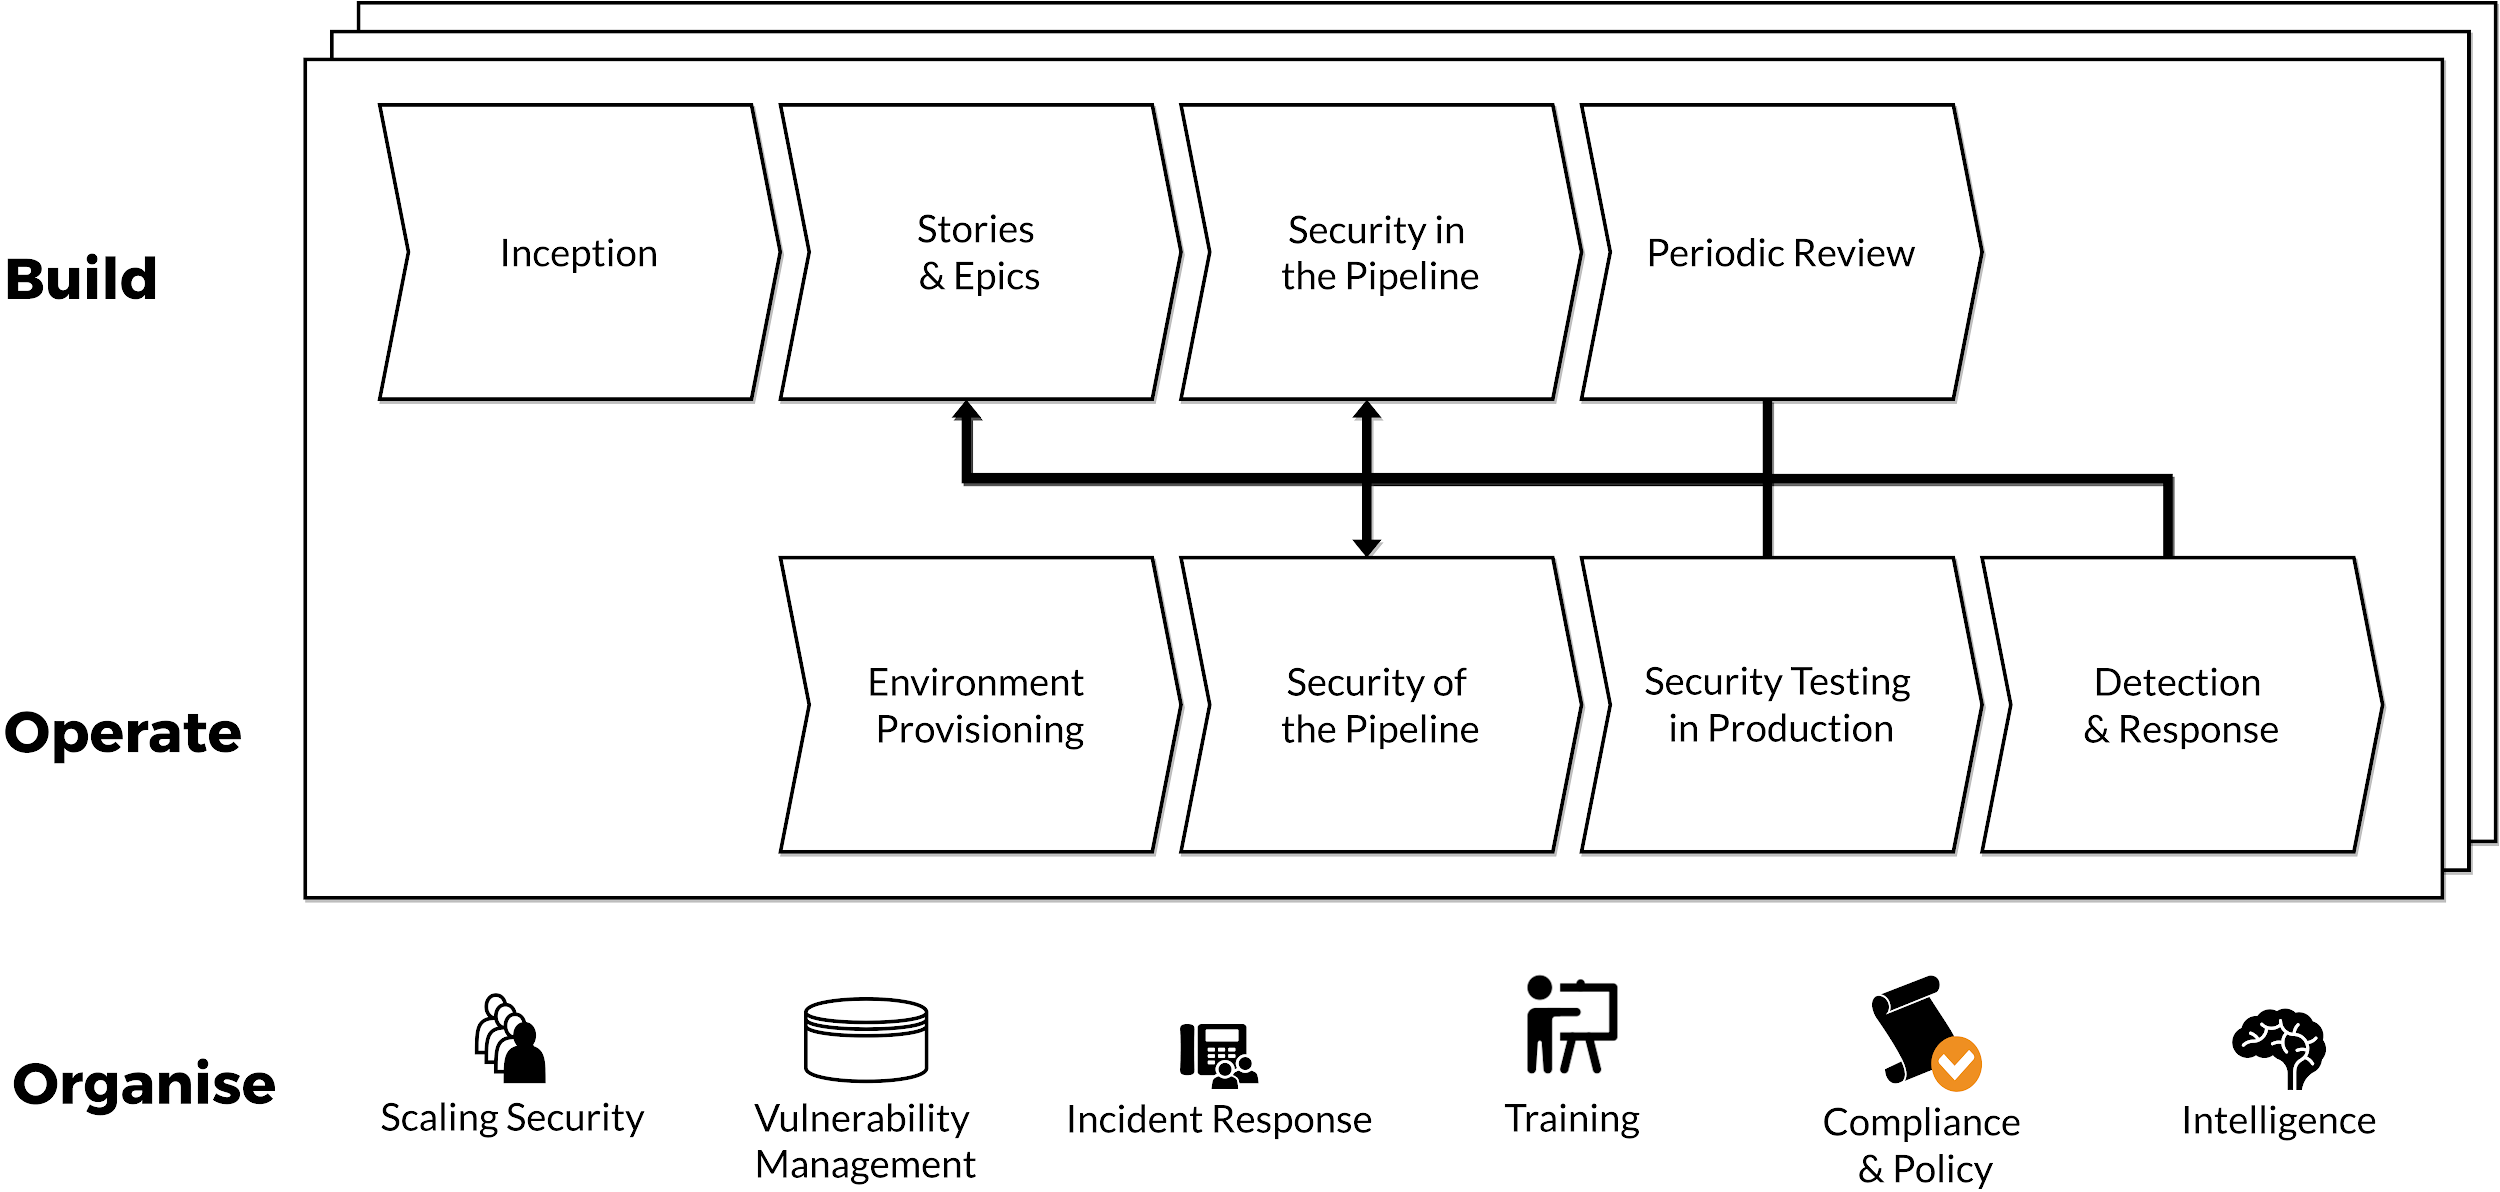 Build
Inception
Stories
& Epics
Security in
the Pipeline
Periodic Review
Operate
Environment
Provisioning
Security of
the Pipeline
Security Testing
in Production
Detection
& Response
Organise
Scaling Security
Vulnerability
Management
Incident Response
Training
Compliance
& Policy
Intelligence